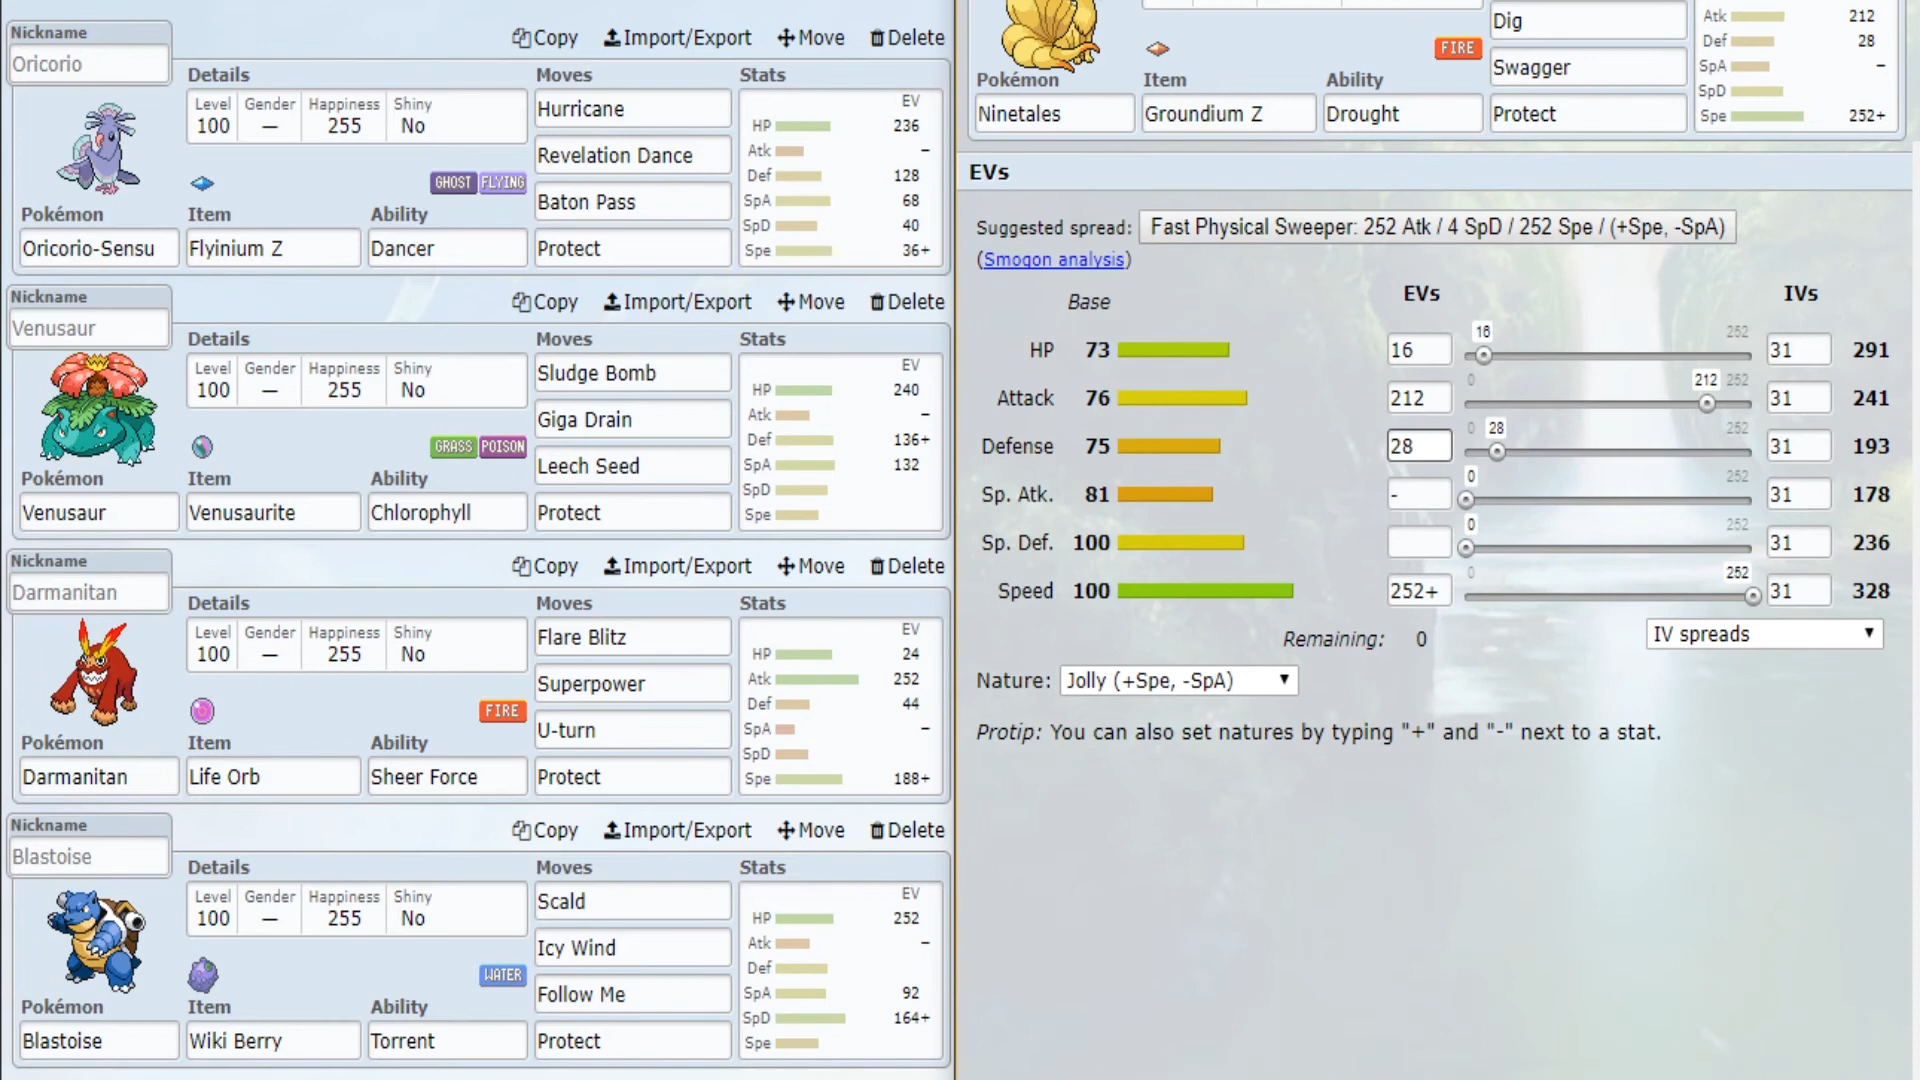 Nickname
Oricorio
Copy Import/Export Move Delete
Details Moves Stats
Level Gender Happiness Shiny
100 — 255 No
Hurricane
Revelation Dance
Baton Pass
Protect
EV
HP 236
Atk –
Def 128
SpA 68
SpD 40
Spe 36+
GHOST FLYING
Pokémon Item Ability
Oricorio-Sensu Flyinium Z Dancer
Nickname
Venusaur
Copy Import/Export Move Delete
Details Moves Stats
Level Gender Happiness Shiny
100 — 255 No
Sludge Bomb
Giga Drain
Leech Seed
Protect
EV
HP 240
Atk –
Def 136+
SpA 132
SpD
Spe
GRASS POISON
Pokémon Item Ability
Venusaur Venusaurite Chlorophyll
Nickname
Darmanitan
Copy Import/Export Move Delete
Details Moves Stats
Level Gender Happiness Shiny
100 — 255 No
Flare Blitz
Superpower
U-turn
Protect
EV
HP 24
Atk 252
Def 44
SpA –
SpD
Spe 188+
FIRE
Pokémon Item Ability
Darmanitan Life Orb Sheer Force
Nickname
Blastoise
Copy Import/Export Move Delete
Details Moves Stats
Level Gender Happiness Shiny
100 — 255 No
Scald
Icy Wind
Follow Me
Protect
EV
HP 252
Atk –
Def
SpA 92
SpD 164+
Spe
WATER
Pokémon Item Ability
Blastoise Wiki Berry Torrent
Dig
Swagger
Protect
Atk 212
Def 28
SpA –
SpD
Spe 252+
FIRE
Pokémon Item Ability
Ninetales Groundium Z Drought
EVs
Suggested spread: Fast Physical Sweeper: 252 Atk / 4 SpD / 252 Spe / (+Spe, -SpA)
(Smogon analysis)
Base EVs IVs
16 252
HP 73 16 31 291
0 212 252
Attack 76 212 31 241
0 28 252
Defense 75 28 31 193
0 252
Sp. Atk. 81 - 31 178
0 252
Sp. Def. 100 31 236
0 252
Speed 100 252+ 31 328
Remaining: 0 IV spreads
Nature: Jolly (+Spe, -SpA)
Protip: You can also set natures by typing "+" and "-" next to a stat.